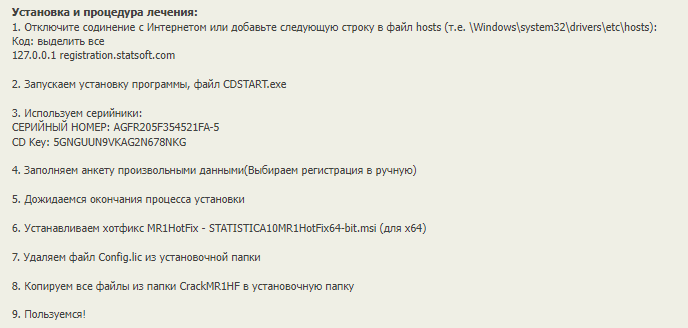 Установка и процедура лечения:
1. Отключите содинение с Интернетом или добавьте следующую строку в файл hosts (т.е. \Windows\system32\drivers\etc\hosts):
Код: выделить все
127.0.0.1 registration.statsoft.com
2. Запускаем установку программы, файл CDSTART.exe
3. Используем серийники:
СЕРИЙНЫЙ НОМЕР: AGFR205F354521FA-5
CD Key: 5GNGUUN9VKAG2N678NKG
4. Заполняем анкету произвольными данными(Выбираем регистрация в ручную)
5. Дожидаемся окончания процесса установки
6. Устанавливаем хотфикс MR1HotFix - STATISTICA10MR1HotFix64-bit.msi (для x64)
7. Удаляем файл Config.lic из установочной папки
8. Копируем все файлы из папки CrackMR1HF в установочную папку
9. Пользуемся!